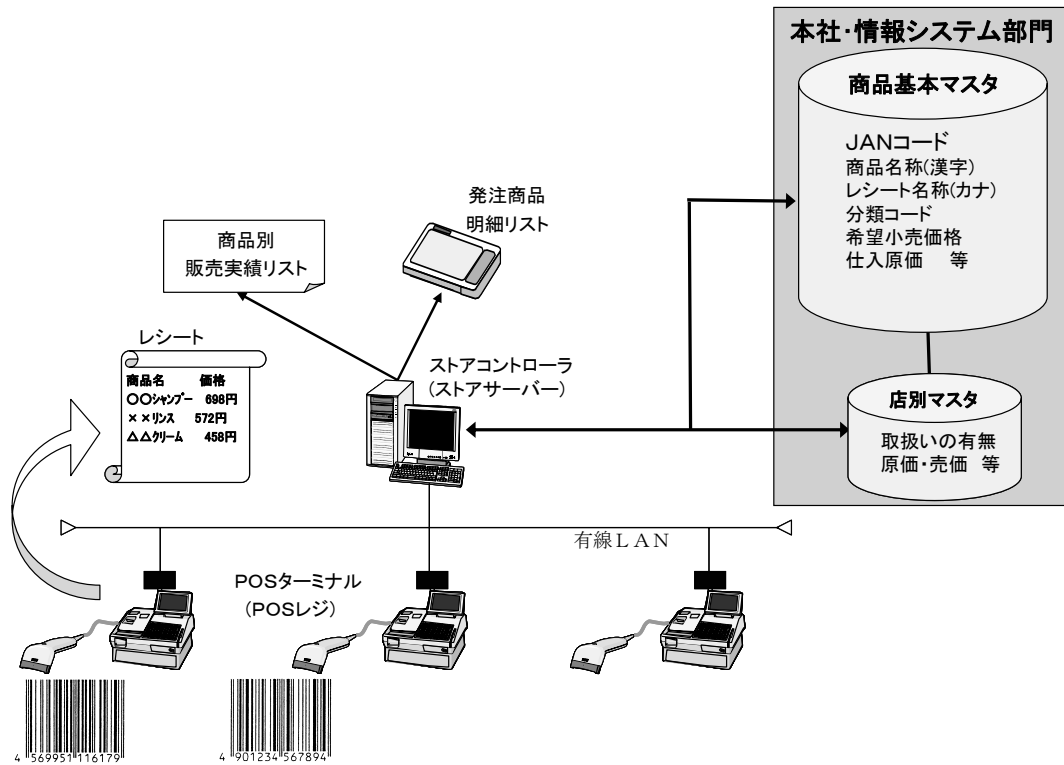 本社・情報システム部門
商品基本マスタ
JANコード
商品名称(漢字)
レシート名称(カナ)
分類コード
希望小売価格
仕入原価 等
発注商品
明細リスト
商品別
販売実績リスト
レシート
商品名 価格
○○シャンプー 698円
××リンス 572円
△△クリーム 458円
ストアコントローラ
(ストアサーバー)
店別マスタ
取扱いの有無
原価・売価 等
有線LAN
POSターミナル
(POSレジ)
4 569951 116179
4 901234 567894